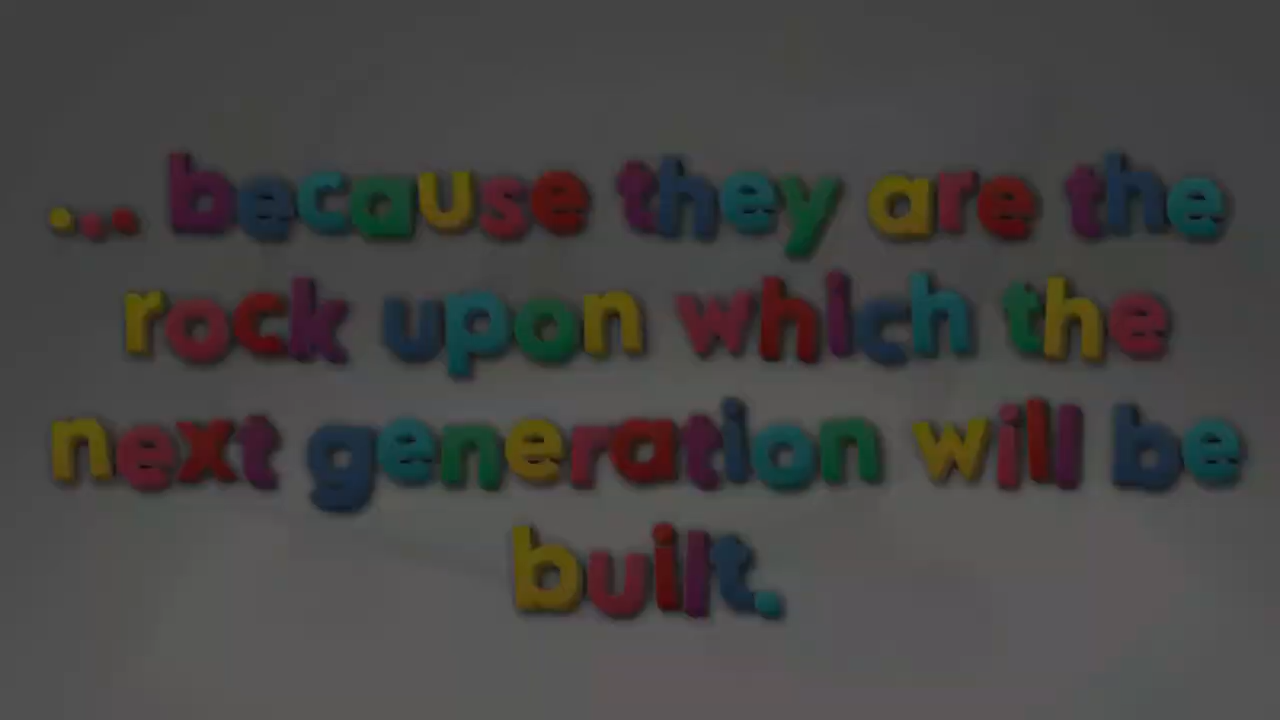 ... because they are the
rock upon which the
next generation will be
built.